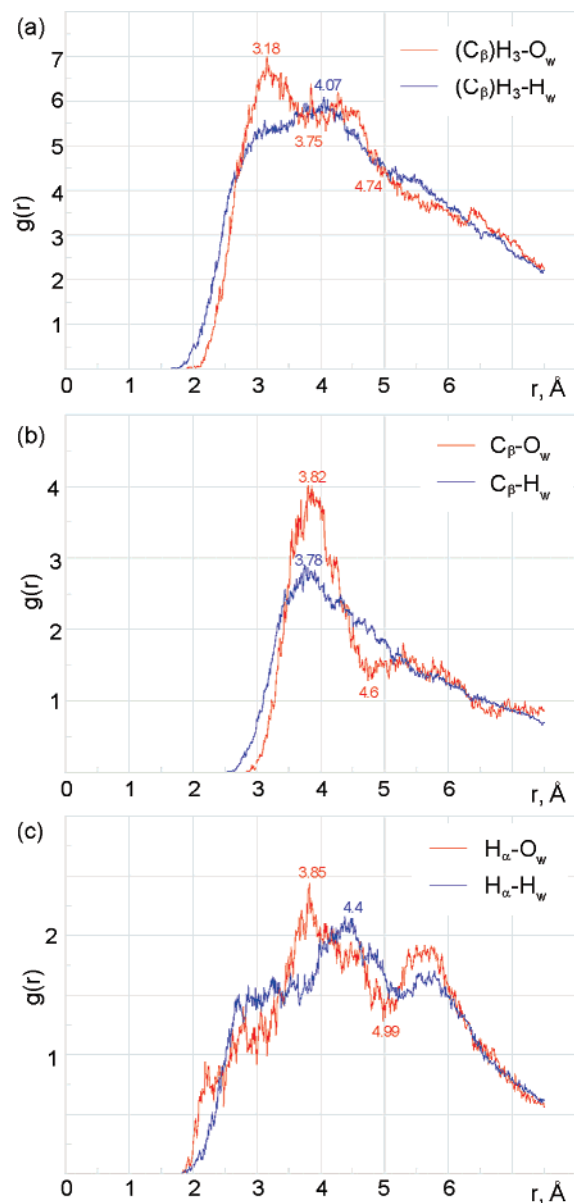 (a)
7
6
5
4
3
2
1
g(r)
3.18
4.07
3.75
4.74
(Cβ)H₃-Ow
(Cβ)H₃-Hw
0 1 2 3 4 5 6
r, Å
(b)
4
3
2
1
g(r)
3.82
3.78
4.6
Cβ-Ow
Cβ-Hw
0 1 2 3 4 5 6
r, Å
(c)
2
1
g(r)
3.85
4.4
4.99
Hα-Ow
Hα-Hw
0 1 2 3 4 5 6
r, Å